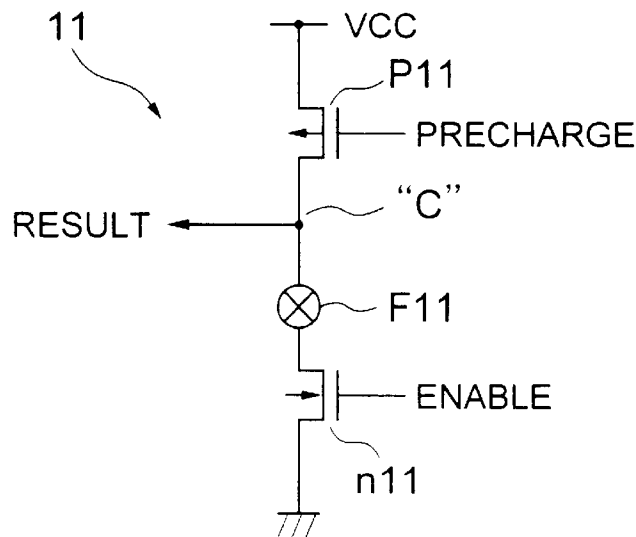 11
VCC
P11
PRECHARGE
"C"
RESULT
F11
ENABLE
n11